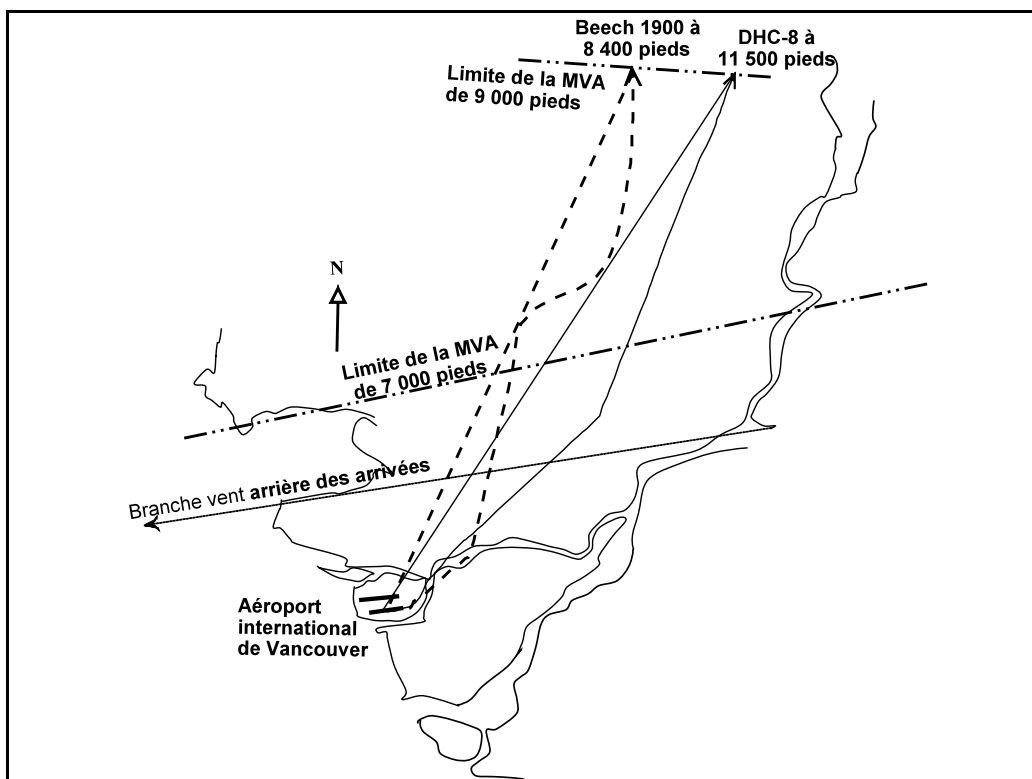 Beech 1900 à
8 400 pieds
DHC-8 à
11 500 pieds
Limite de la MVA
de 9 000 pieds
N
Limite de la MVA
de 7 000 pieds
Branche vent arrière des arrivées
Aéroport
international
de Vancouver